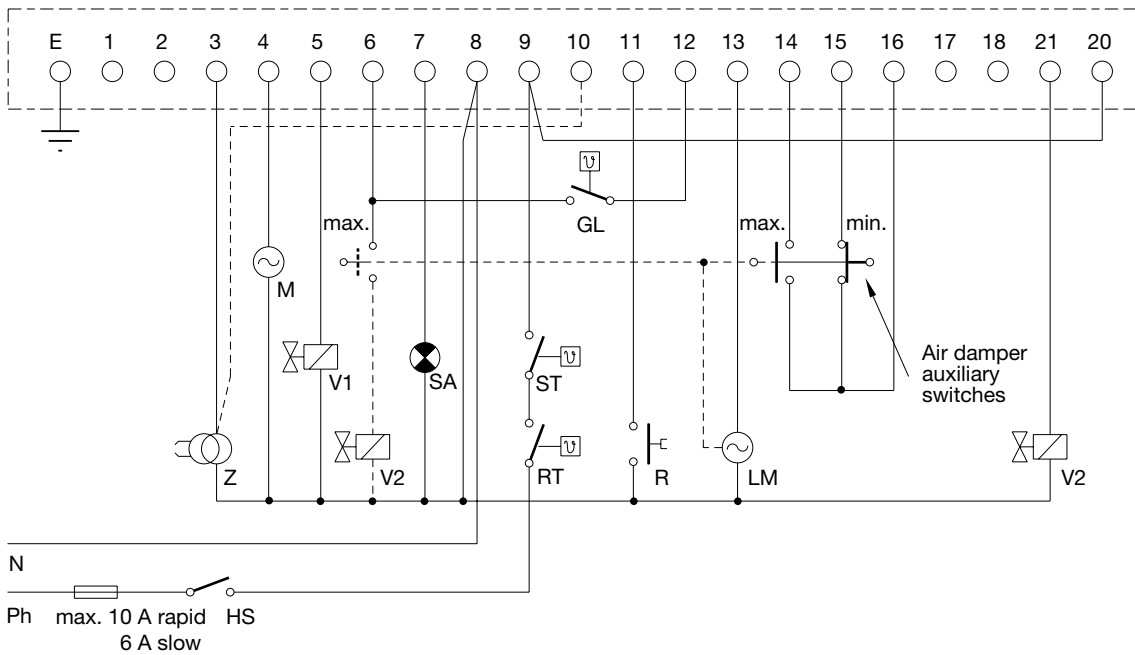 E 1 2 3 4 5 6 7 8 9 10 11 12 13 14 15 16 17 18 21 20
ϑ
GL
max.
max.
min.
M
V1
SA
ST
ϑ
Air damper
auxiliary
switches
Z
V2
RT
ϑ
R
LM
V2
N
Ph
max. 10 A rapid
6 A slow
HS